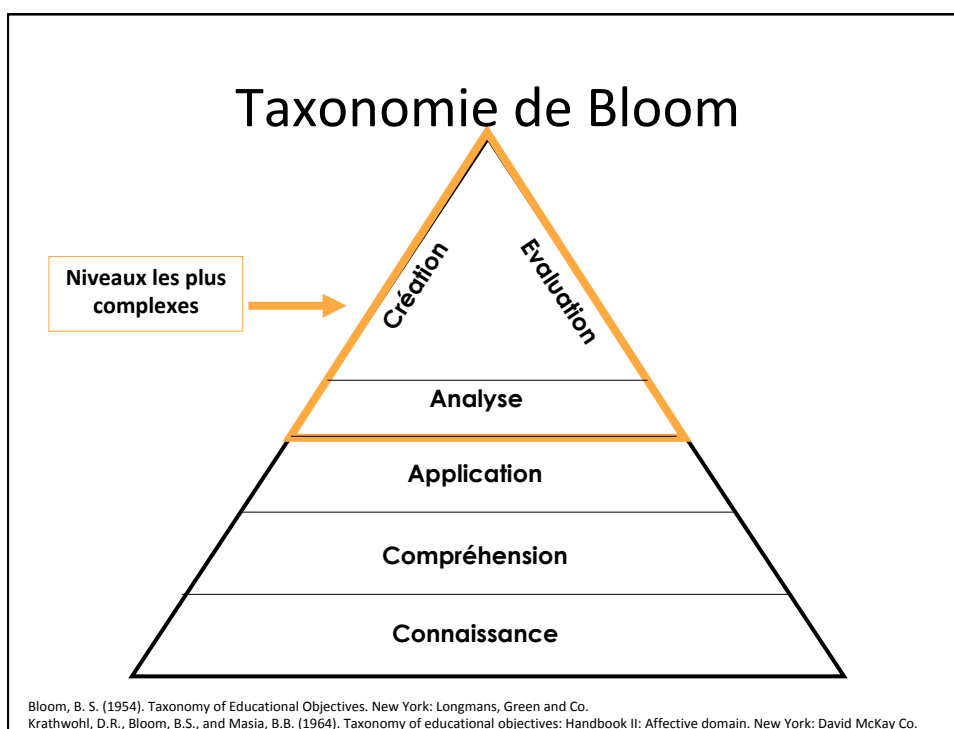 Taxonomie de Bloom
Niveaux les plus
complexes
Création
Evaluation
Analyse
Application
Compréhension
Connaissance
Bloom, B. S. (1954). Taxonomy of Educational Objectives. New York: Longmans, Green and Co.
Krathwohl, D.R., Bloom, B.S., and Masia, B.B. (1964). Taxonomy of educational objectives: Handbook II: Affective domain. New York: David McKay Co.